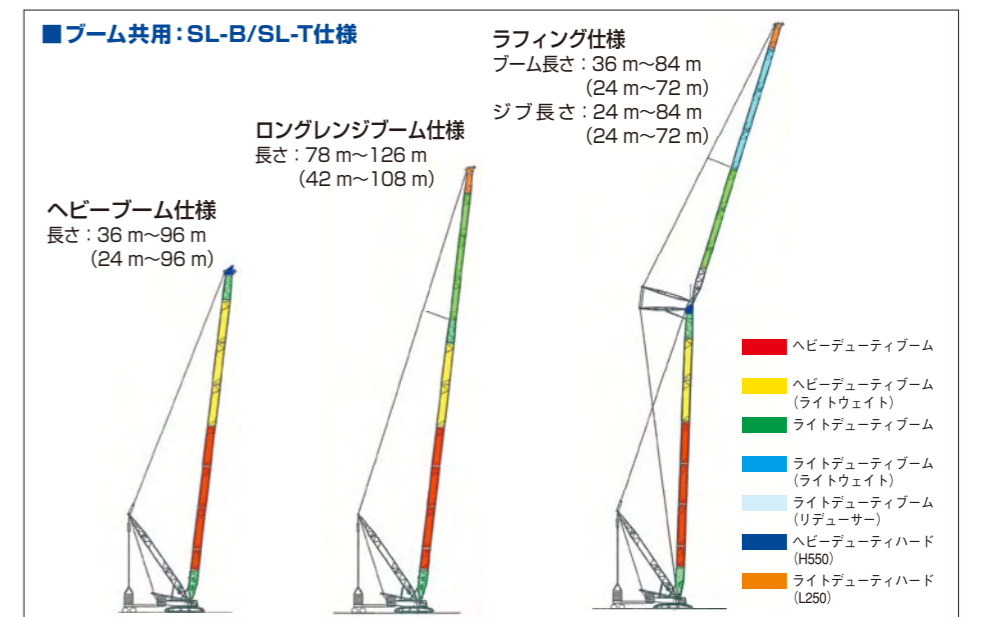 ■ブーム共用：SL-B/SL-T仕様
ラフィング仕様
ブーム長さ：36 m～84 m
（24 m～72 m）
ジブ長さ：24 m～84 m
（24 m～72 m）
ロングレンジブーム仕様
長さ：78 m～126 m
（42 m～108 m）
ヘビーブーム仕様
長さ：36 m～96 m
（24 m～96 m）
ヘビーデューティブーム
ヘビーデューティブーム
（ライトウェイト）
ライトデューティブーム
ライトデューティブーム
（ライトウェイト）
ライトデューティブーム
（リデューサー）
ヘビーデューティハード
（H550）
ライトデューティハード
（L250）